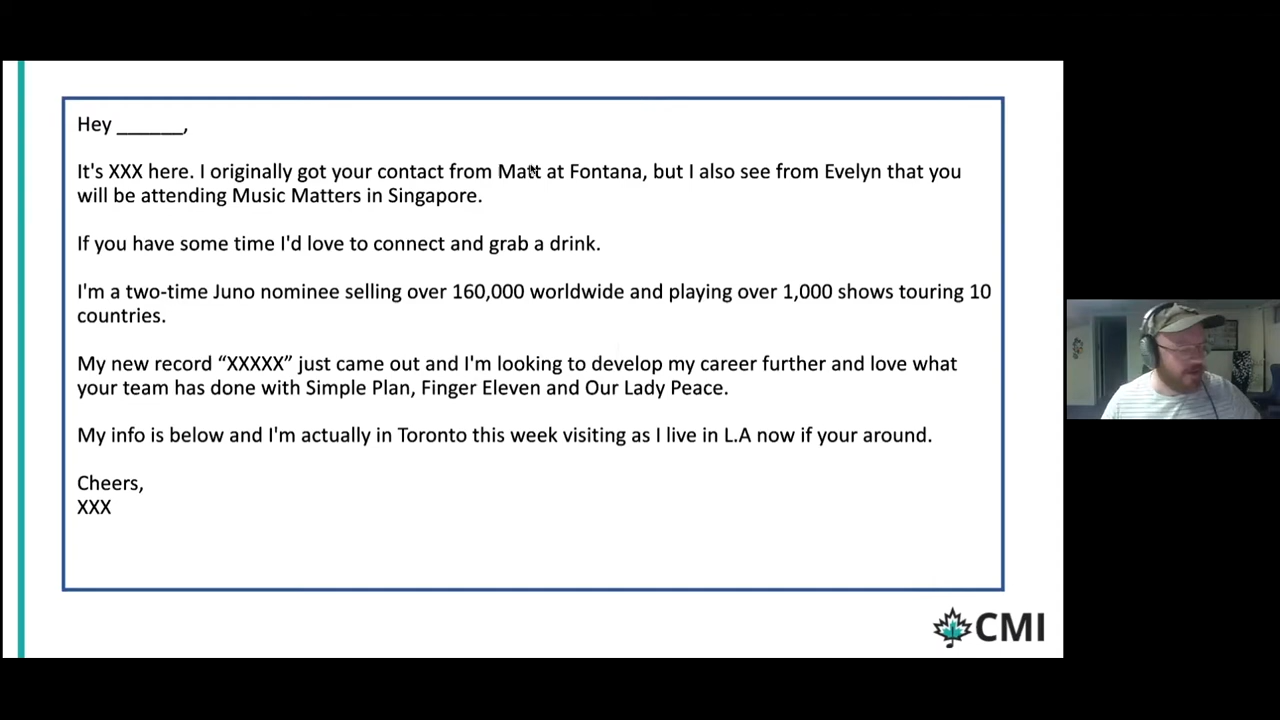 Hey ______,
It's XXX here. I originally got your contact from Matt at Fontana, but I also see from Evelyn that you
will be attending Music Matters in Singapore.
If you have some time I'd love to connect and grab a drink.
I'm a two-time Juno nominee selling over 160,000 worldwide and playing over 1,000 shows touring 10
countries.
My new record “XXXXX” just came out and I'm looking to develop my career further and love what
your team has done with Simple Plan, Finger Eleven and Our Lady Peace.
My info is below and I'm actually in Toronto this week visiting as I live in L.A now if your around.
Cheers,
XXX
CMI